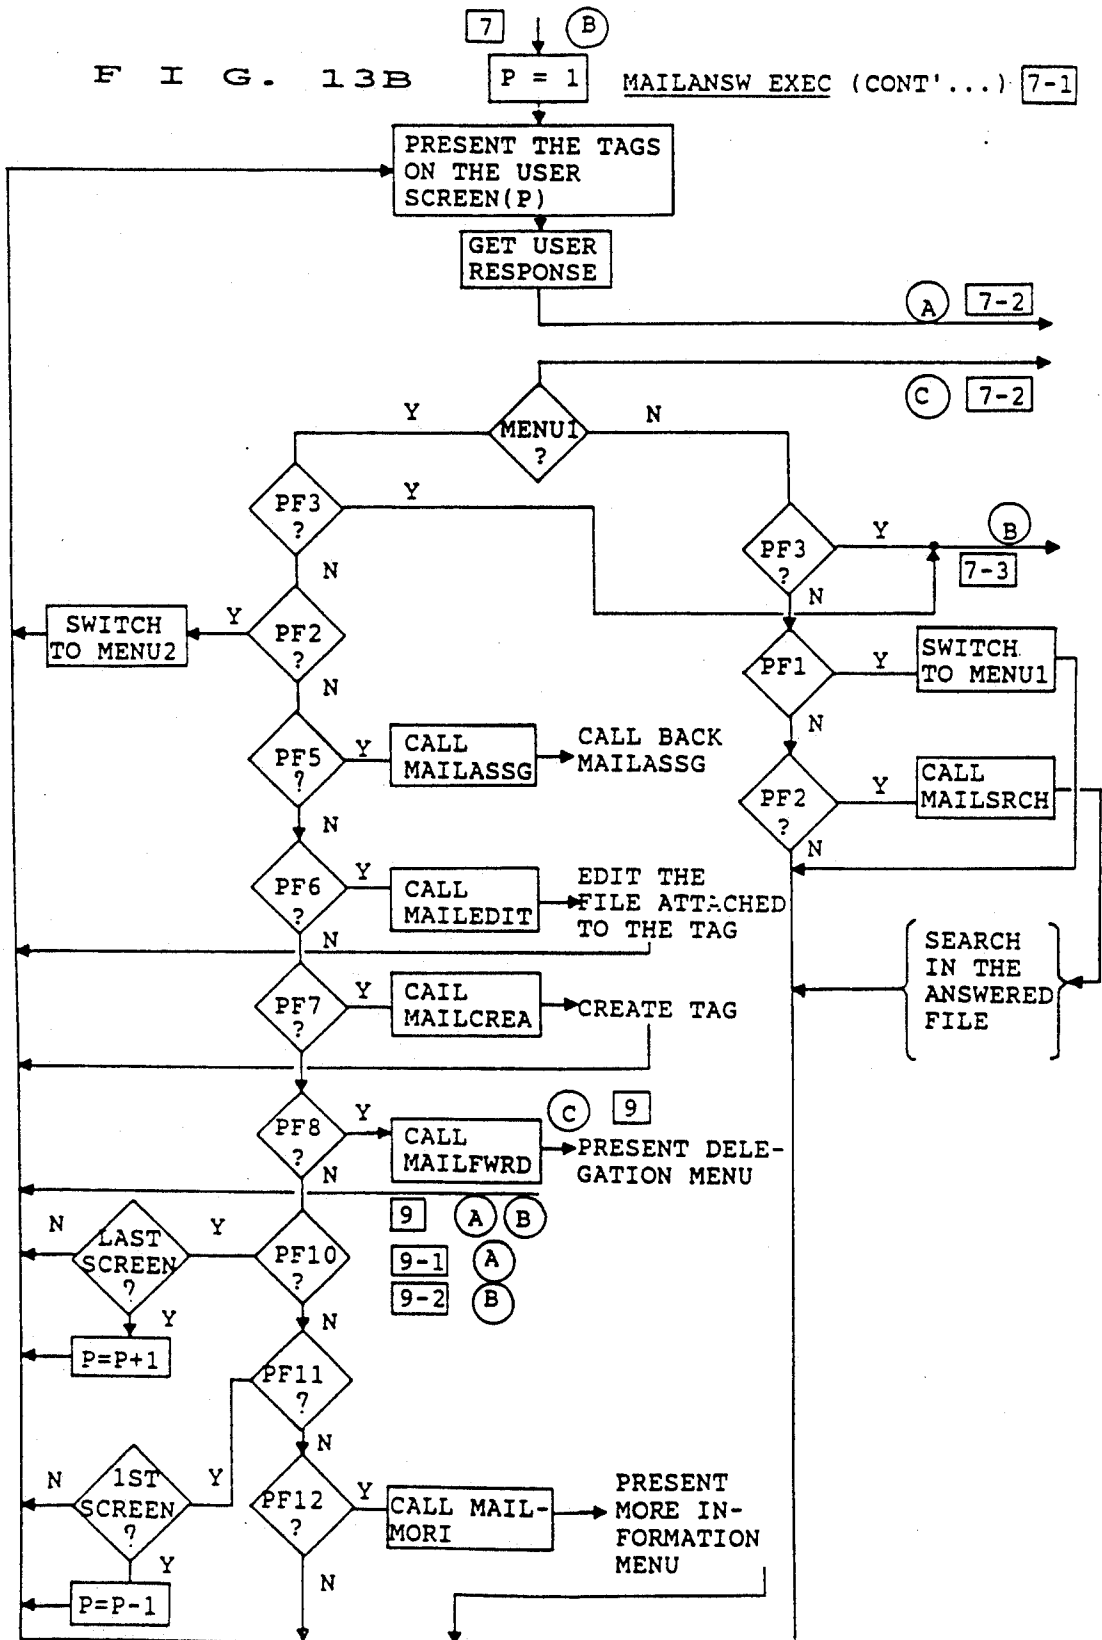 7
B
F I G. 13B
P = 1
MAILANSW EXEC (CONT'...)
7-1
PRESENT THE TAGS
ON THE USER
SCREEN(P)
GET USER
RESPONSE
A
7-2
C
7-2
Y
MENU1
?
N
PF3
?
Y
N
PF3
?
Y
B
7-3
N
SWITCH
TO MENU2
Y
PF2
?
N
PF1
Y
SWITCH
TO MENU1
N
PF5
?
Y
CALL
MAILASSG
CALL BACK
MAILASSG
N
PF2
?
Y
CALL
MAILSRCH
N
PF6
?
Y
CALL
MAILEDIT
EDIT THE
FILE ATTACHED
TO THE TAG
N
SEARCH
IN THE
ANSWERED
FILE
PF7
?
Y
CAIL
MAILCREA
CREATE TAG
PF8
?
Y
CALL
MAILFWRD
C
9
PRESENT DELE-
GATION MENU
N
9
A
B
9-1
A
9-2
B
N
LAST
SCREEN
?
Y
PF10
?
Y
P=P+1
N
PF11
?
N
N
1ST
SCREEN
?
Y
PF12
?
Y
CALL MAIL-
MORI
PRESENT
MORE IN-
FORMATION
MENU
Y
P=P-1
N